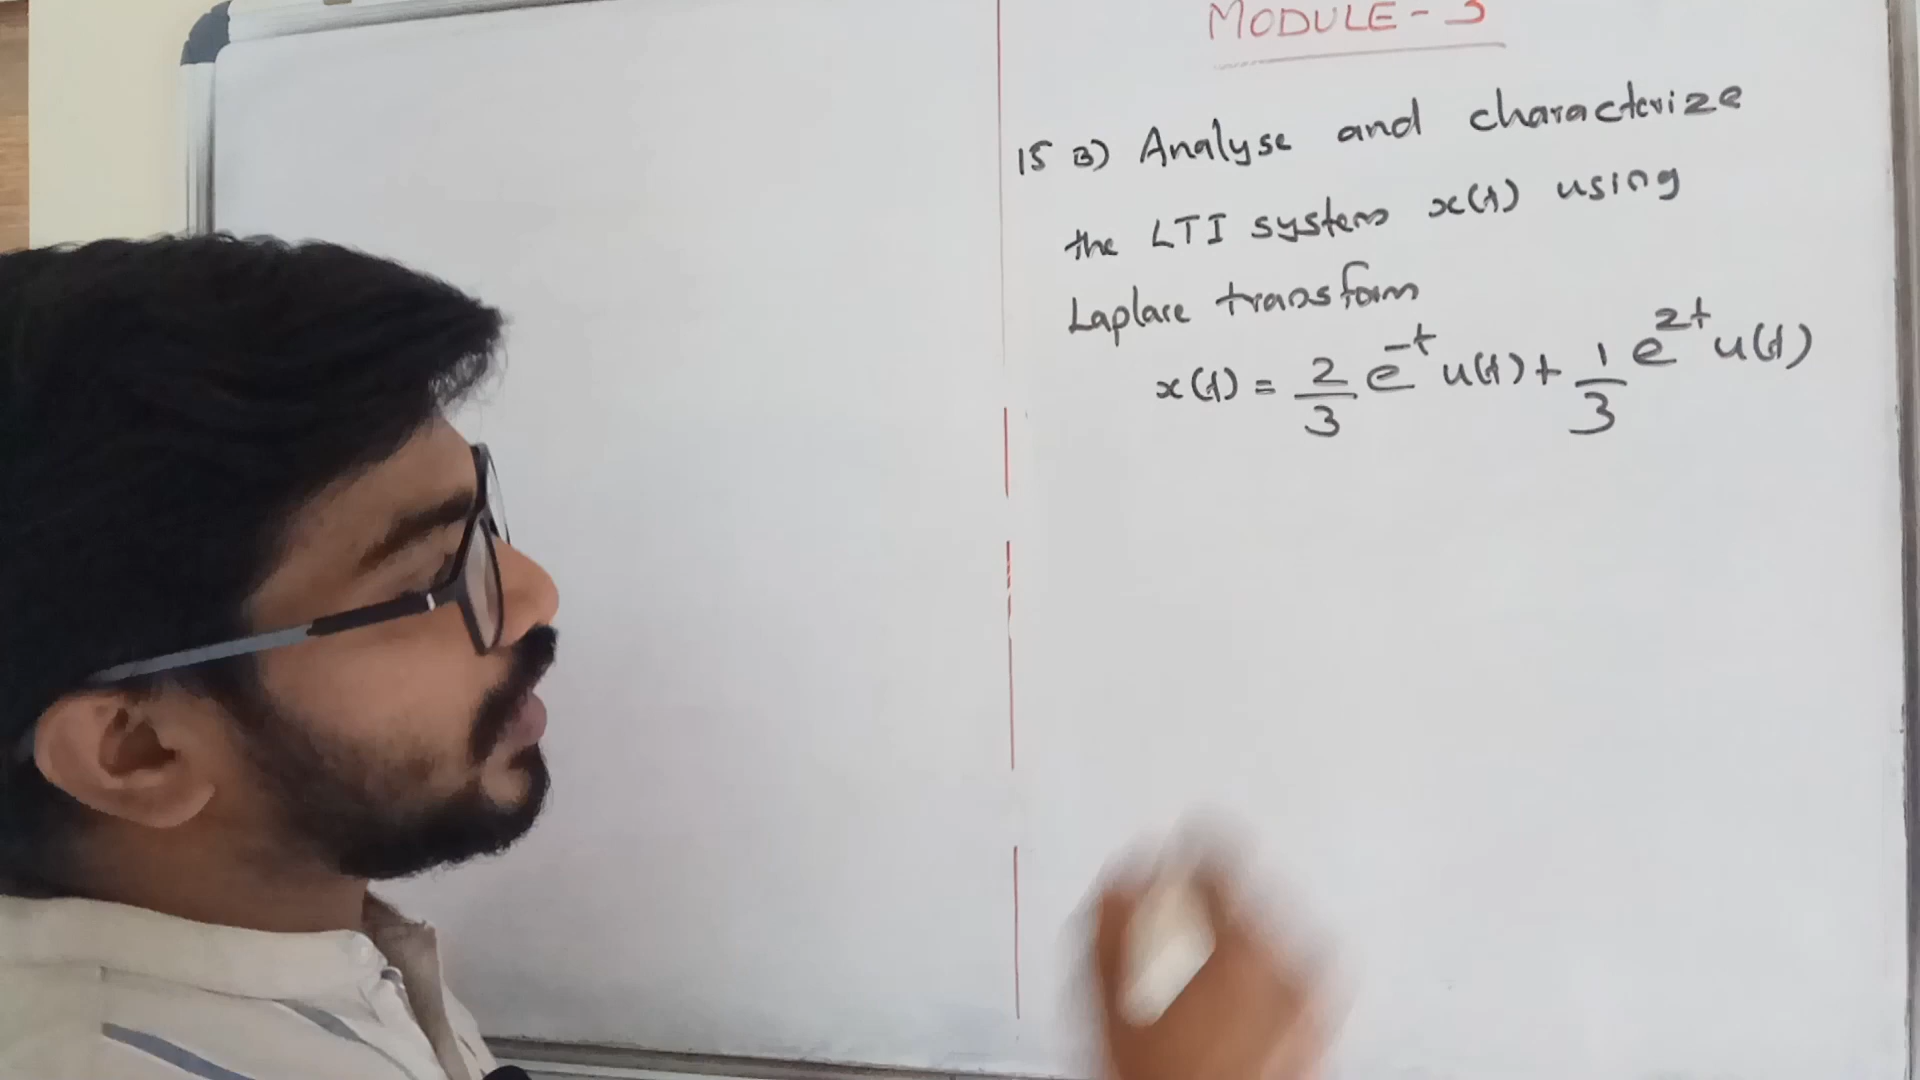 MODULE - 3
15 B) Analyse and characterize
the LTI system x(t) using
Laplace transform
x(t) = 2/3 e^-t u(t) + 1/3 e^2t u(t)